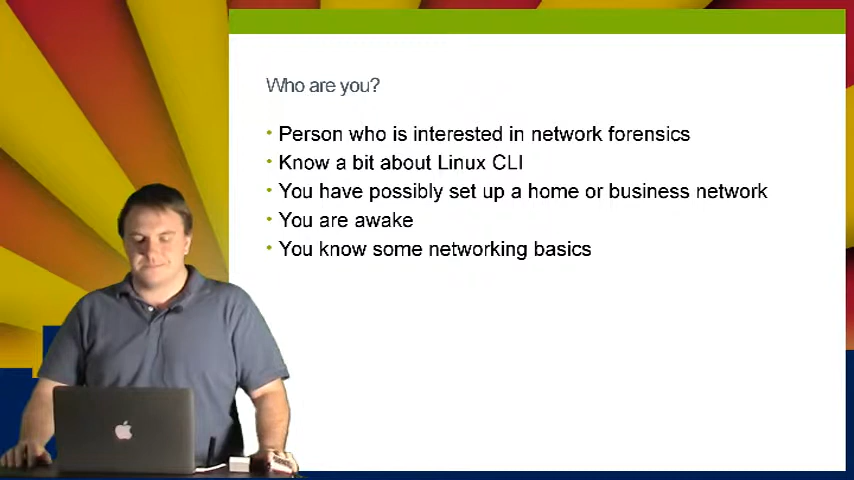 Who are you?
• Person who is interested in network forensics
• Know a bit about Linux CLI
• You have possibly set up a home or business network
• You are awake
• You know some networking basics